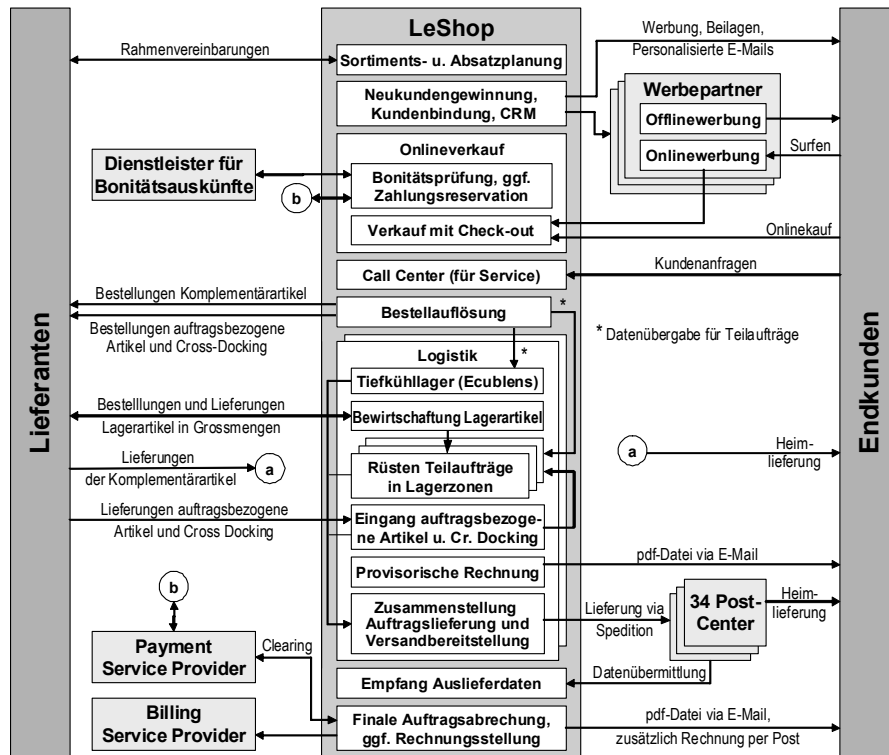 LeShop
Rahmenvereinbarungen
Sortiments- u. Absatzplanung
Werbung, Beilagen,
Personalisierte E-Mails
Neukundengewinnung,
Kundenbindung, CRM
Werbepartner
Offlinewerbung
Onlinewerbung
Surfen
Onlineverkauf
Dienstleister für
Bonitätsauskünfte
b
Bonitätsprüfung, ggf.
Zahlungsreservation
Verkauf mit Check-out
Onlinekauf
Call Center (für Service)
Kundenanfragen
Bestellungen Komplementärartikel
Bestellauflösung
*
Bestellungen auftragsbezogene
Artikel und Cross-Docking
* Datenübergabe für Teilaufträge
Lieferanten
Endkunden
Logistik
*
Tiefkühllager (Ecublens)
Bestelllungen und Lieferungen
Lagerartikel in Grossmengen
Bewirtschaftung Lagerartikel
Lieferungen
der Komplementärartikel
a
Rüsten Teilaufträge
in Lagerzonen
a
Heim-
lieferung
Lieferungen auftragsbezogene
Artikel und Cross Docking
Eingang auftragsbezoge-
ne Artikel u. Cr. Docking
Provisorische Rechnung
pdf-Datei via E-Mail
b
Zusammenstellung
Auftragslieferung und
Versandbereitstellung
Lieferung via
Spedition
34 Post-
Center
Heim-
lieferung
Payment
Service Provider
Clearing
Empfang Auslieferdaten
Datenübermittlung
Billing
Service Provider
Finale Auftragsabrechung,
ggf. Rechnungsstellung
pdf-Datei via E-Mail,
zusätzlich Rechnung per Post